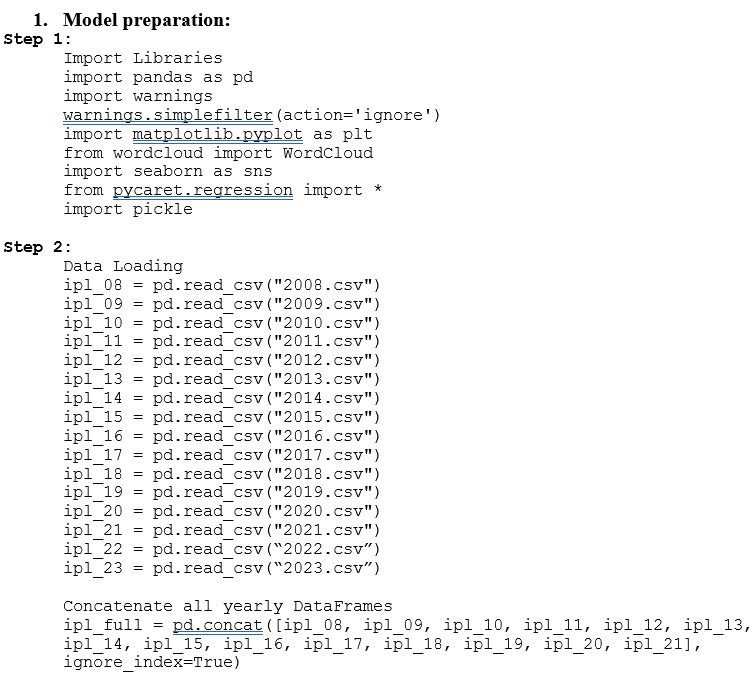 1. Model preparation:
Step 1:
Import Libraries
import pandas as pd
import warnings
warnings.simplefilter(action='ignore')
import matplotlib.pyplot as plt
from wordcloud import WordCloud
import seaborn as sns
from pycaret.regression import *
import pickle
Step 2:
Data Loading
ipl_08 = pd.read_csv("2008.csv")
ipl_09 = pd.read_csv("2009.csv")
ipl_10 = pd.read_csv("2010.csv")
ipl_11 = pd.read_csv("2011.csv")
ipl_12 = pd.read_csv("2012.csv")
ipl_13 = pd.read_csv("2013.csv")
ipl_14 = pd.read_csv("2014.csv")
ipl_15 = pd.read_csv("2015.csv")
ipl_16 = pd.read_csv("2016.csv")
ipl_17 = pd.read_csv("2017.csv")
ipl_18 = pd.read_csv("2018.csv")
ipl_19 = pd.read_csv("2019.csv")
ipl_20 = pd.read_csv("2020.csv")
ipl_21 = pd.read_csv("2021.csv")
ipl_22 = pd.read_csv(“2022.csv”)
ipl_23 = pd.read_csv(“2023.csv”)
Concatenate all yearly DataFrames
ipl_full = pd.concat([ipl_08, ipl_09, ipl_10, ipl_11, ipl_12, ipl_13,
ipl_14, ipl_15, ipl_16, ipl_17, ipl_18, ipl_19, ipl_20, ipl_21],
ignore_index=True)